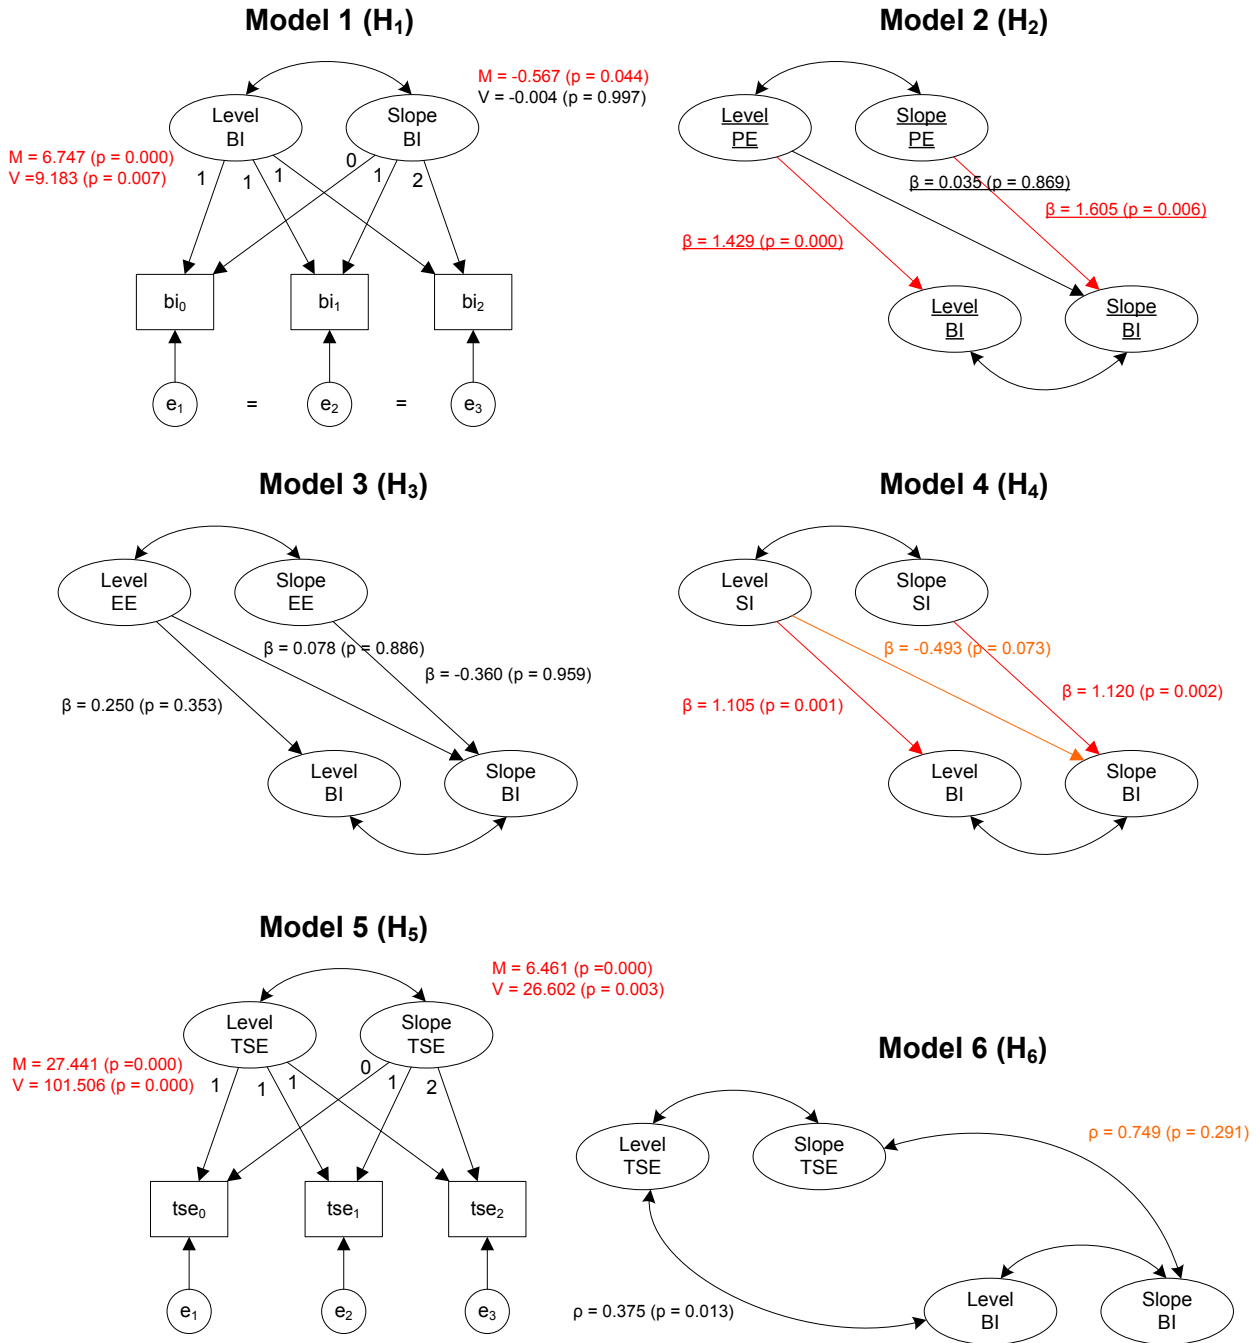 Model 1 (H1)
M = -0.567 (p = 0.044)
V = -0.004 (p = 0.997)
Level
BI
Slope
BI
M = 6.747 (p = 0.000)
V =9.183 (p = 0.007)
1
1
1
0
1
2
bi0
bi1
bi2
e1
=
e2
=
e3
Model 2 (H2)
Level
PE
Slope
PE
β = 0.035 (p = 0.869)
β = 1.605 (p = 0.006)
β = 1.429 (p = 0.000)
Level
BI
Slope
BI
Model 3 (H3)
Level
EE
Slope
EE
β = 0.078 (p = 0.886)
β = -0.360 (p = 0.959)
β = 0.250 (p = 0.353)
Level
BI
Slope
BI
Model 4 (H4)
Level
SI
Slope
SI
β = -0.493 (p = 0.073)
β = 1.105 (p = 0.001)
β = 1.120 (p = 0.002)
Level
BI
Slope
BI
Model 5 (H5)
M = 6.461 (p =0.000)
V = 26.602 (p = 0.003)
Level
TSE
Slope
TSE
M = 27.441 (p =0.000)
V = 101.506 (p = 0.000)
1
1
1
0
1
2
tse0
tse1
tse2
e1
e2
e3
Model 6 (H6)
Level
TSE
Slope
TSE
ρ = 0.749 (p = 0.291)
ρ = 0.375 (p = 0.013)
Level
BI
Slope
BI